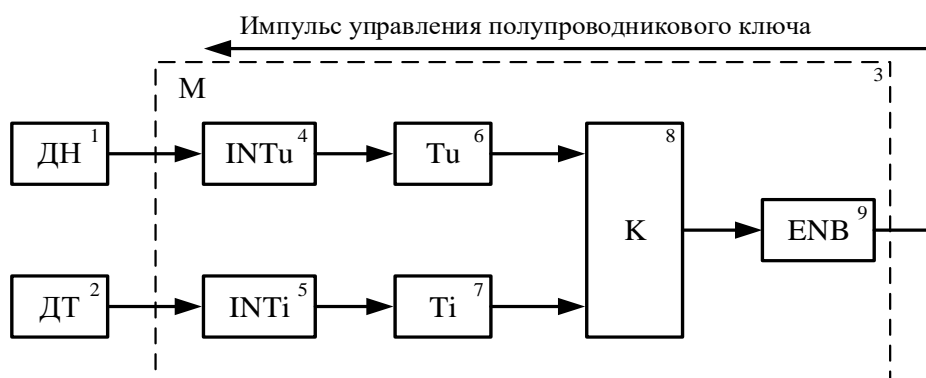 Импульс управления полупроводникового ключа
М 3
ДН 1
INTu 4
Tu 6
K 8
ENB 9
ДТ 2
INTi 5
Ti 7